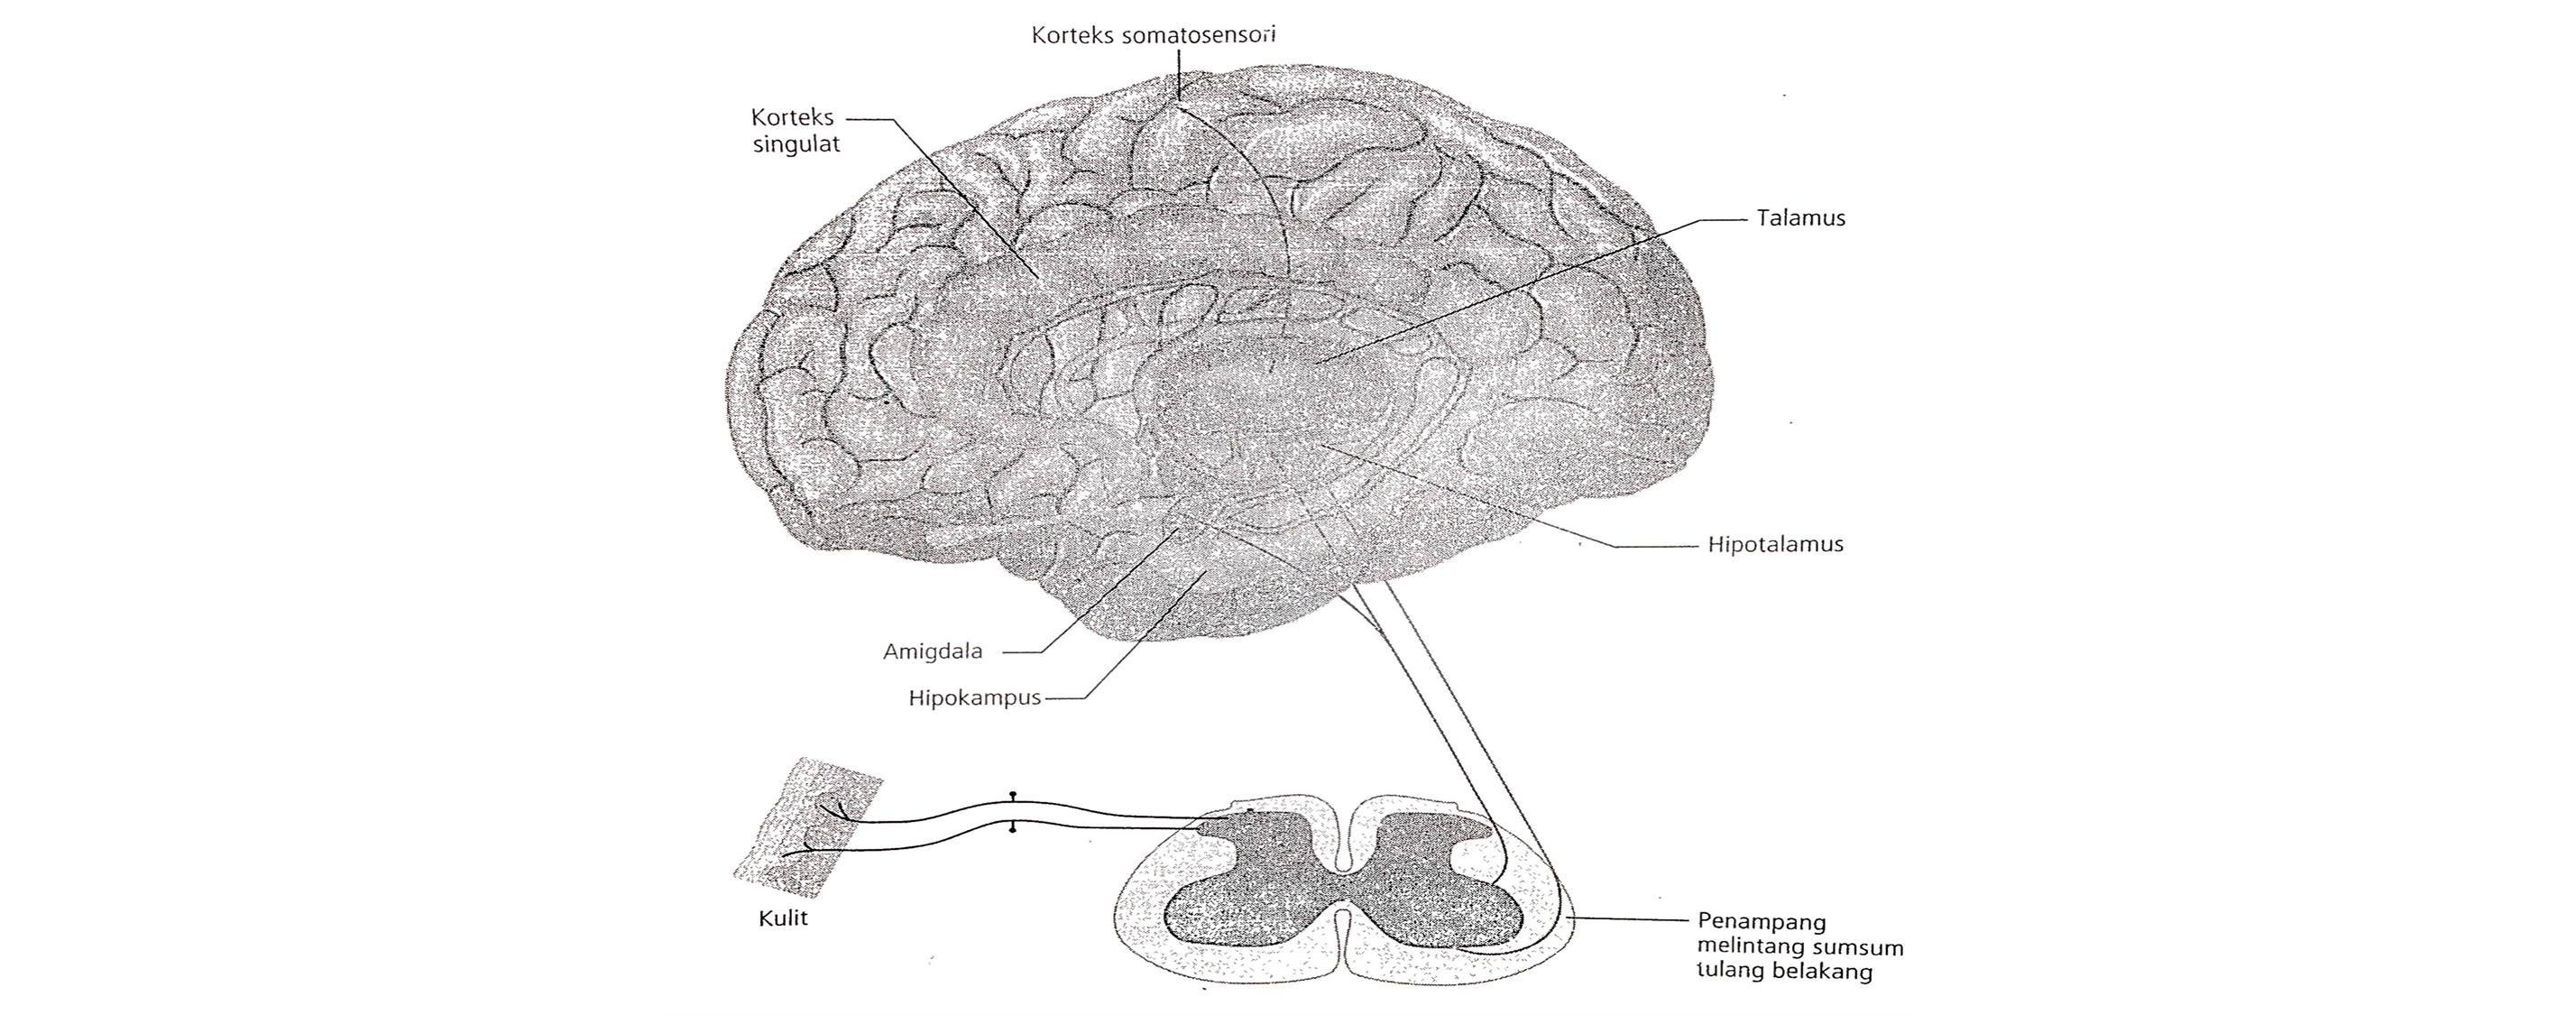 Korteks somatosensori
Korteks
singulat
Talamus
Hipotalamus
Amigdala
Hipokampus
Kulit
Penampang
melintang sumsum
tulang belakang